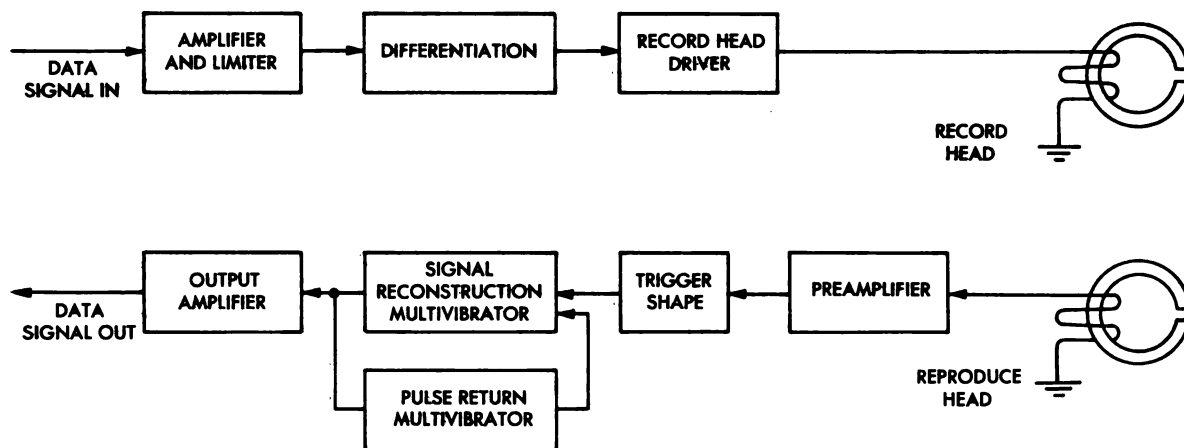 AMPLIFIER
AND LIMITER
DIFFERENTIATION
RECORD HEAD
DRIVER
DATA
SIGNAL IN
RECORD
HEAD
OUTPUT
AMPLIFIER
SIGNAL
RECONSTRUCTION
MULTIVIBRATOR
TRIGGER
SHAPE
PREAMPLIFIER
DATA
SIGNAL OUT
PULSE RETURN
MULTIVIBRATOR
REPRODUCE
HEAD